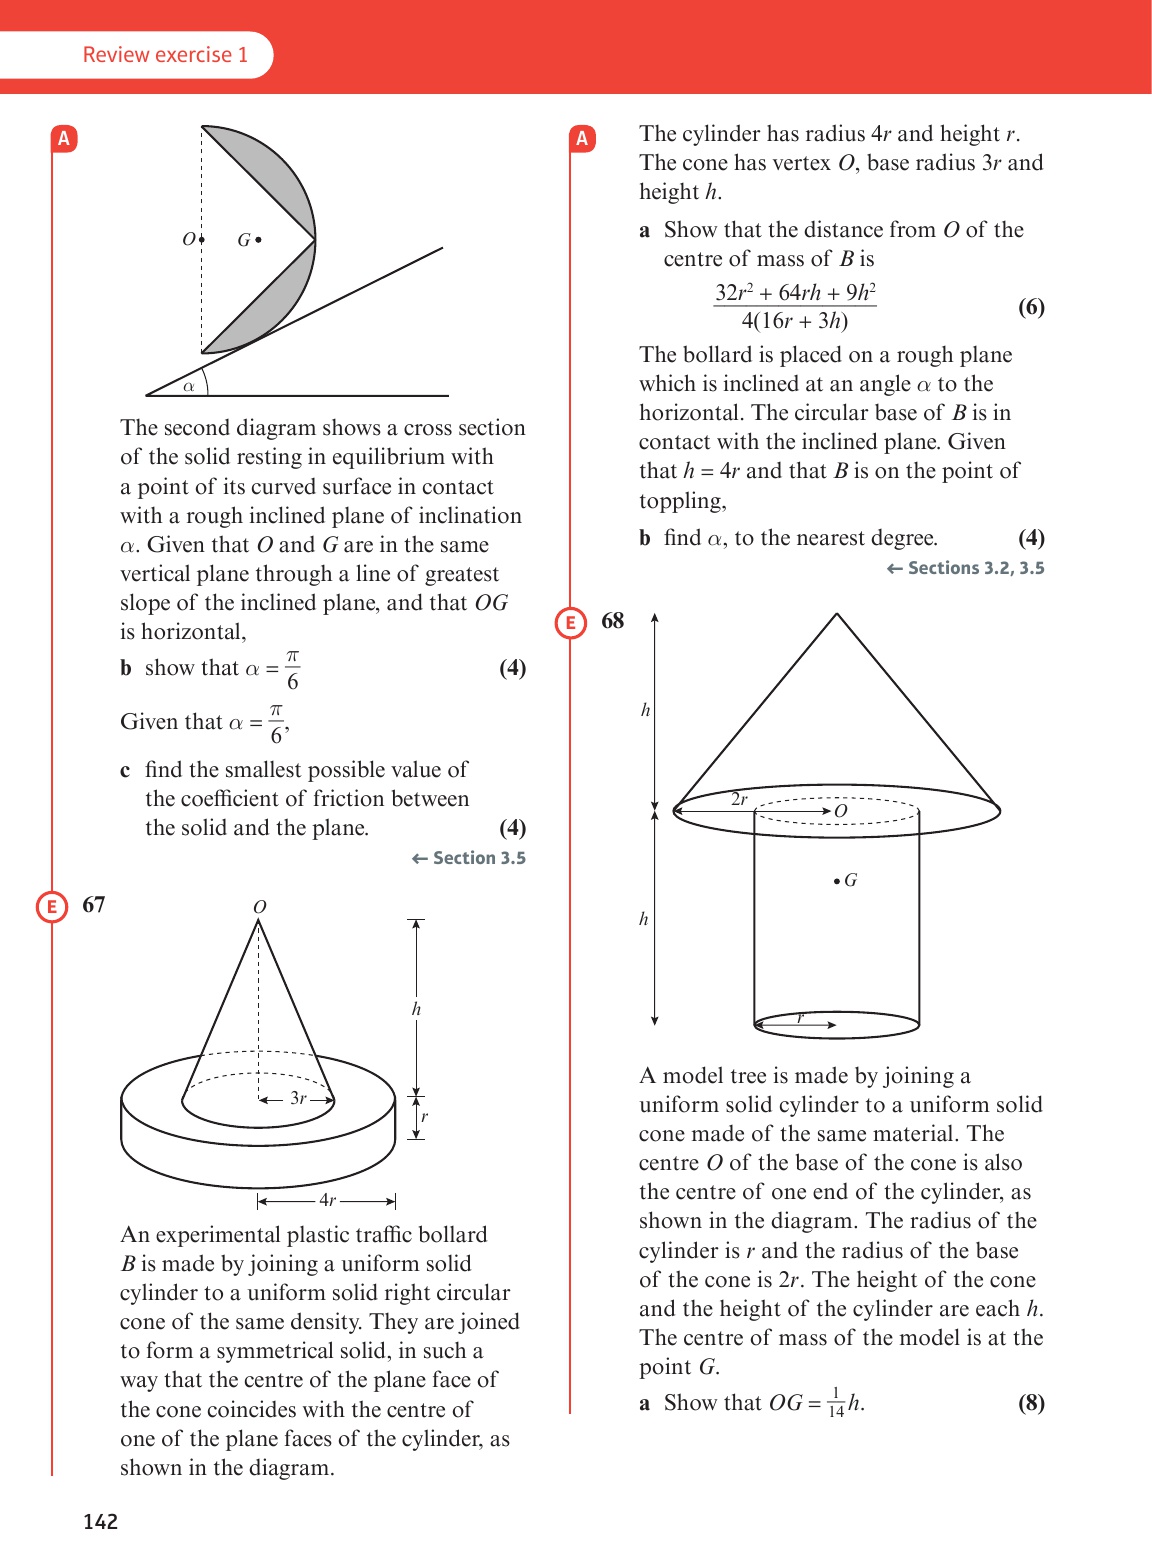 Review exercise 1
A
O
G
α
The second diagram shows a cross section
of the solid resting in equilibrium with
a point of its curved surface in contact
with a rough inclined plane of inclination
α. Given that O and G are in the same
vertical plane through a line of greatest
slope of the inclined plane, and that OG
is horizontal,
b show that α = π/6 (4)
Given that α = π/6,
c find the smallest possible value of
the coefficient of friction between
the solid and the plane. (4)
← Section 3.5
E 67
O
h
3r
r
4r
An experimental plastic traffic bollard
B is made by joining a uniform solid
cylinder to a uniform solid right circular
cone of the same density. They are joined
to form a symmetrical solid, in such a
way that the centre of the plane face of
the cone coincides with the centre of
one of the plane faces of the cylinder, as
shown in the diagram.
A
The cylinder has radius 4r and height r.
The cone has vertex O, base radius 3r and
height h.
a Show that the distance from O of the
centre of mass of B is
32r² + 64rh + 9h²
4(16r + 3h)
(6)
The bollard is placed on a rough plane
which is inclined at an angle α to the
horizontal. The circular base of B is in
contact with the inclined plane. Given
that h = 4r and that B is on the point of
toppling,
b find α, to the nearest degree. (4)
← Sections 3.2, 3.5
E 68
h
2r
O
G
h
r
A model tree is made by joining a
uniform solid cylinder to a uniform solid
cone made of the same material. The
centre O of the base of the cone is also
the centre of one end of the cylinder, as
shown in the diagram. The radius of the
cylinder is r and the radius of the base
of the cone is 2r. The height of the cone
and the height of the cylinder are each h.
The centre of mass of the model is at the
point G.
a Show that OG = 1/14 h. (8)
142